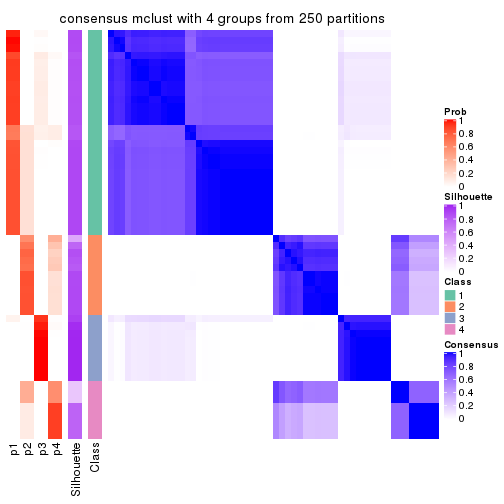 consensus mclust with 4 groups from 250 partitions
Prob
1
0.8
0.6
0.4
0.2
0
Silhouette
1
0.8
0.6
0.4
0.2
0
Class
1
2
3
4
Consensus
1
0.8
0.6
0.4
0.2
0
p1
p2
p3
p4
Silhouette
Class